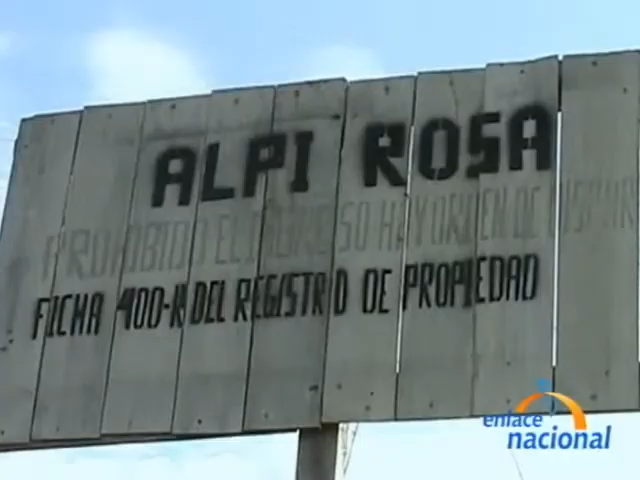 ALPI ROSA
PROHIBIDO EL INGRESO HAY ORDEN DE
FICHA 400-K DEL REGISTRO DE PROPIEDAD
enlace
nacional